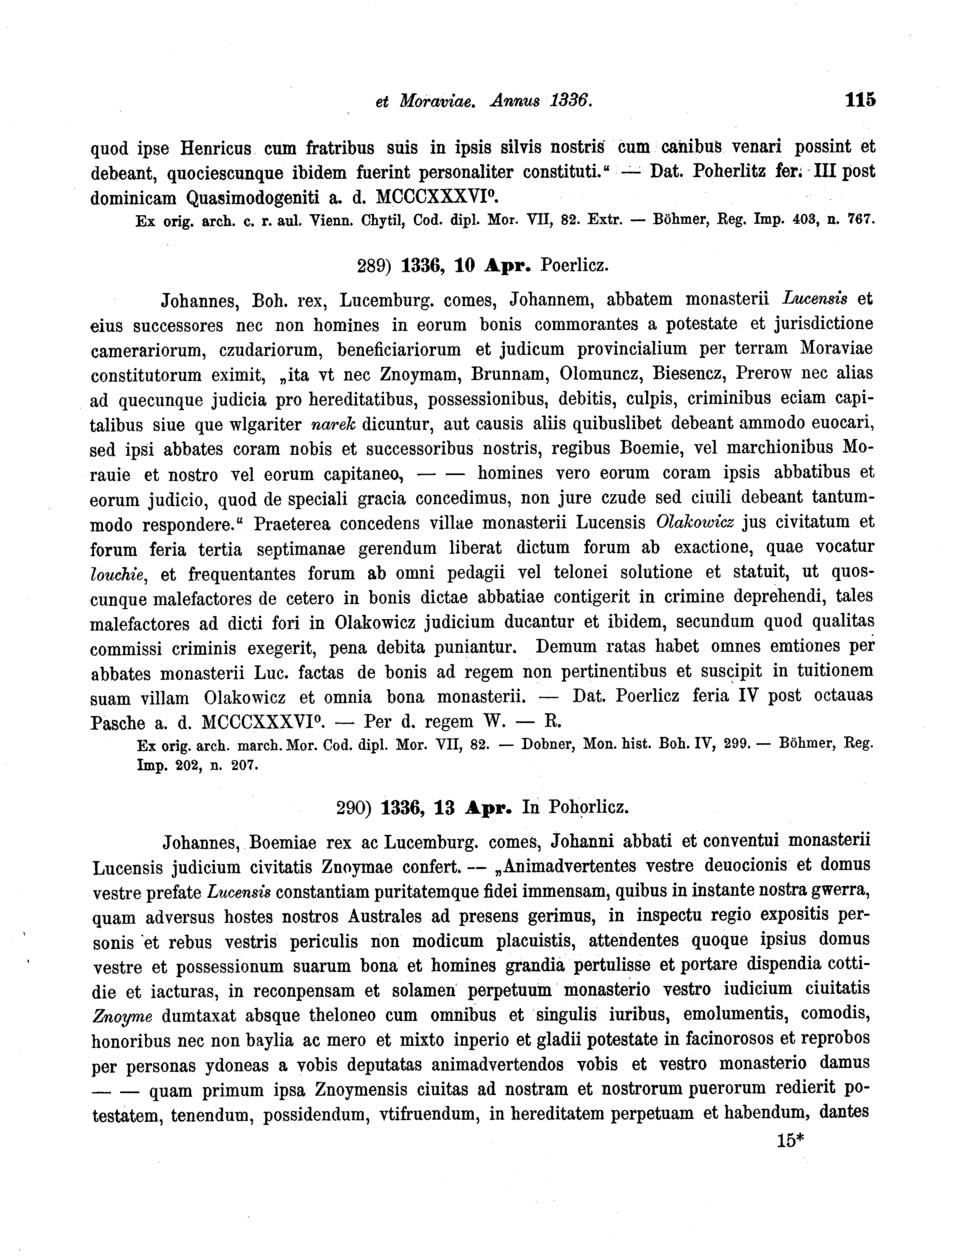 et Moraviae. Annus 1336. 115
quod ipse Henricus cum fratribus suis in ipsis silvis nostris cum canibus venari possint et
debeant, quociescunque ibidem fuerint personaliter constituti.“ — Dat. Poherlitz fer. III post
dominicam Quasimodogeniti a. d. MCCCXXXVI⁰.
Ex orig. arch. c. r. aul. Vienn. Chytil, Cod. dipl. Mor. VII, 82. Extr. — Böhmer, Reg. Imp. 403, n. 767.
289) 1336, 10 Apr. Poerlicz.
Johannes, Boh. rex, Lucemburg. comes, Johannem, abbatem monasterii Lucensis et
eius successores nec non homines in eorum bonis commorantes a potestate et jurisdictione
camerariorum, czudariorum, beneficiariorum et judicum provincialium per terram Moraviae
constitutorum eximit, „ita vt nec Znoymam, Brunnam, Olomuncz, Biesencz, Prerow nec alias
ad quecunque judicia pro hereditatibus, possessionibus, debitis, culpis, criminibus eciam capi-
talibus siue que wlgariter narek dicuntur, aut causis aliis quibuslibet debeant ammodo euocari,
sed ipsi abbates coram nobis et successoribus nostris, regibus Boemie, vel marchionibus Mo-
rauie et nostro vel eorum capitaneo, — — homines vero eorum coram ipsis abbatibus et
eorum judicio, quod de speciali gracia concedimus, non jure czude sed ciuili debeant tantum-
modo respondere.“ Praeterea concedens villae monasterii Lucensis Olakowicz jus civitatum et
forum feria tertia septimanae gerendum liberat dictum forum ab exactione, quae vocatur
louchie, et frequentantes forum ab omni pedagii vel telonei solutione et statuit, ut quos-
cunque malefactores de cetero in bonis dictae abbatiae contigerit in crimine deprehendi, tales
malefactores ad dicti fori in Olakowicz judicium ducantur et ibidem, secundum quod qualitas
commissi criminis exegerit, pena debita puniantur. Demum ratas habet omnes emtiones per
abbates monasterii Luc. factas de bonis ad regem non pertinentibus et suscipit in tuitionem
suam villam Olakowicz et omnia bona monasterii. — Dat. Poerlicz feria IV post octauas
Pasche a. d. MCCCXXXVI⁰. — Per d. regem W. — R.
Ex orig. arch. march. Mor. Cod. dipl. Mor. VII, 82. — Dobner, Mon. hist. Boh. IV, 299. — Böhmer, Reg.
Imp. 202, n. 207.
290) 1336, 13 Apr. In Pohorlicz.
Johannes, Boemiae rex ac Lucemburg. comes, Johanni abbati et conventui monasterii
Lucensis judicium civitatis Znoymae confert. — „Animadvertentes vestre deuocionis et domus
vestre prefate Lucensis constantiam puritatemque fidei immensam, quibus in instante nostra gwerra,
quam adversus hostes nostros Australes ad presens gerimus, in inspectu regio expositis per-
sonis et rebus vestris periculis non modicum placuistis, attendentes quoque ipsius domus
vestre et possessionum suarum bona et homines grandia pertulisse et portare dispendia cotti-
die et iacturas, in reconpensam et solamen perpetuum monasterio vestro iudicium ciuitatis
Znoyme dumtaxat absque theloneo cum omnibus et singulis iuribus, emolumentis, comodis,
honoribus nec non baylia ac mero et mixto inperio et gladii potestate in facinorosos et reprobos
per personas ydoneas a vobis deputatas animadvertendos vobis et vestro monasterio damus
— — quam primum ipsa Znoymensis ciuitas ad nostram et nostrorum puerorum redierit po-
testatem, tenendum, possidendum, vtifruendum, in hereditatem perpetuam et habendum, dantes
15*